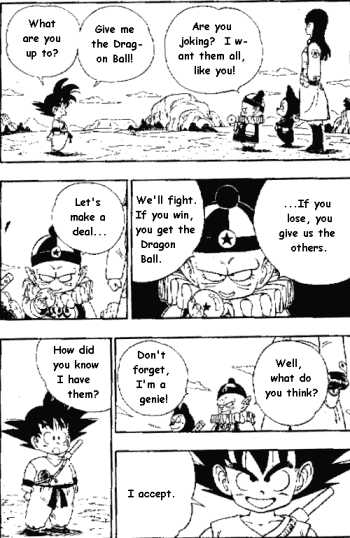 What
are you
up to?
Give me
the Drag-
on Ball!
Are you
joking? I w-
ant them all,
like you!
Let's
make a
deal...
We'll fight.
If you win,
you get the
Dragon
Ball.
...If you
lose, you
give us the
others.
How did
you know
I have
them?
Don't
forget,
I'm a
genie!
Well,
what do
you think?
I accept.